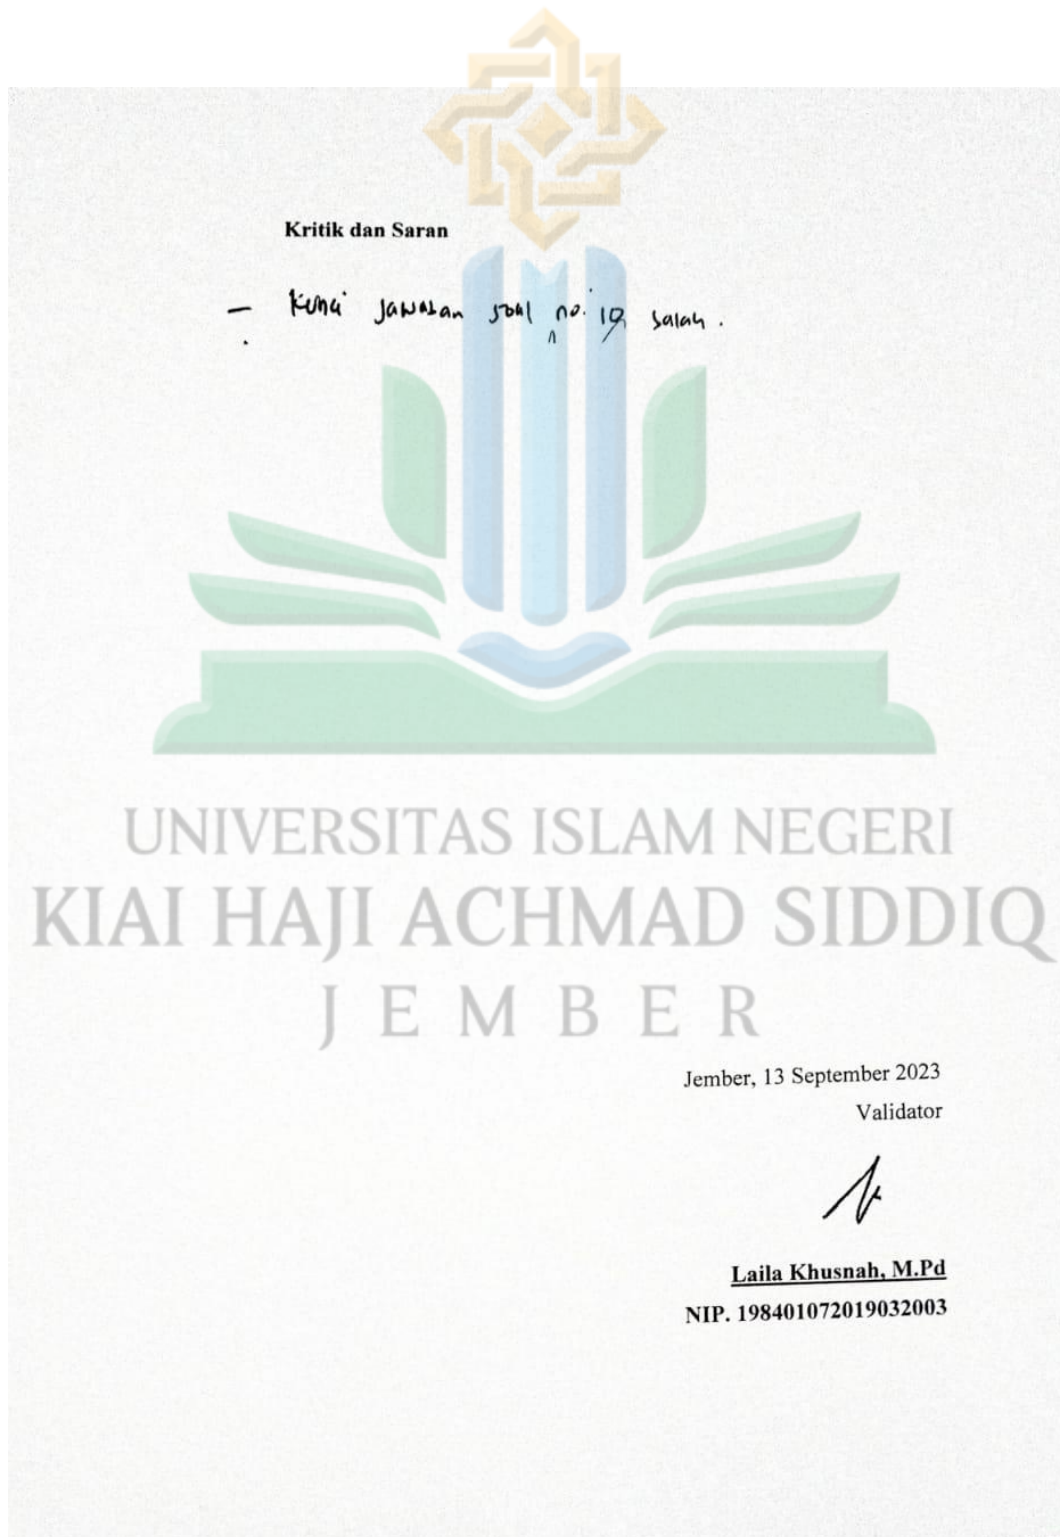 Kritik dan Saran
– Kunci jawaban soal no. 19 salah.
UNIVERSITAS ISLAM NEGERI
KIAI HAJI ACHMAD SIDDIQ
JEMBER
Jember, 13 September 2023
Validator
Laila Khusnah, M.Pd
NIP. 198401072019032003